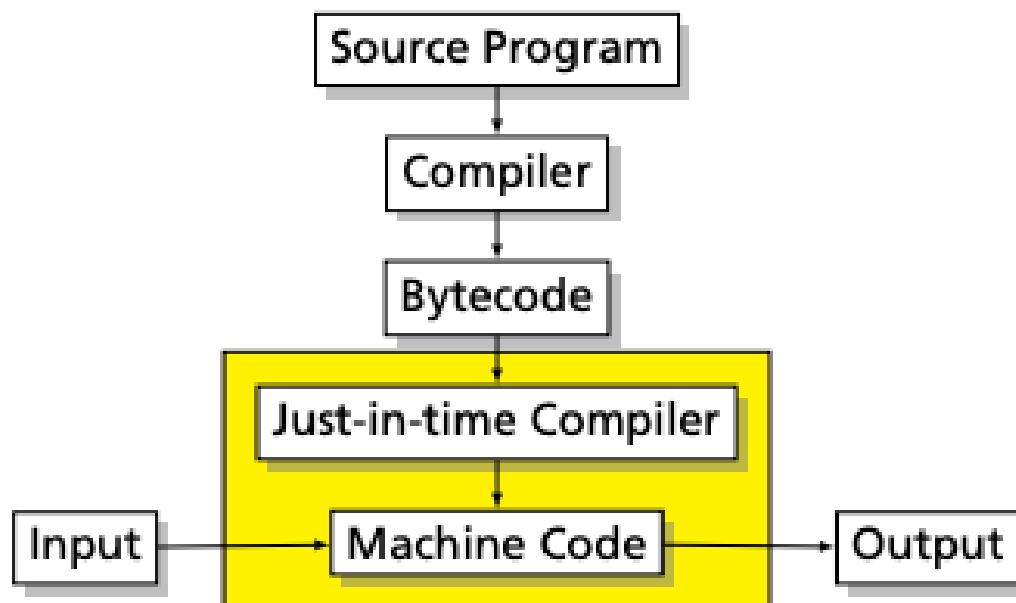 Source Program
Compiler
Bytecode
Just-in-time Compiler
Input
Machine Code
Output